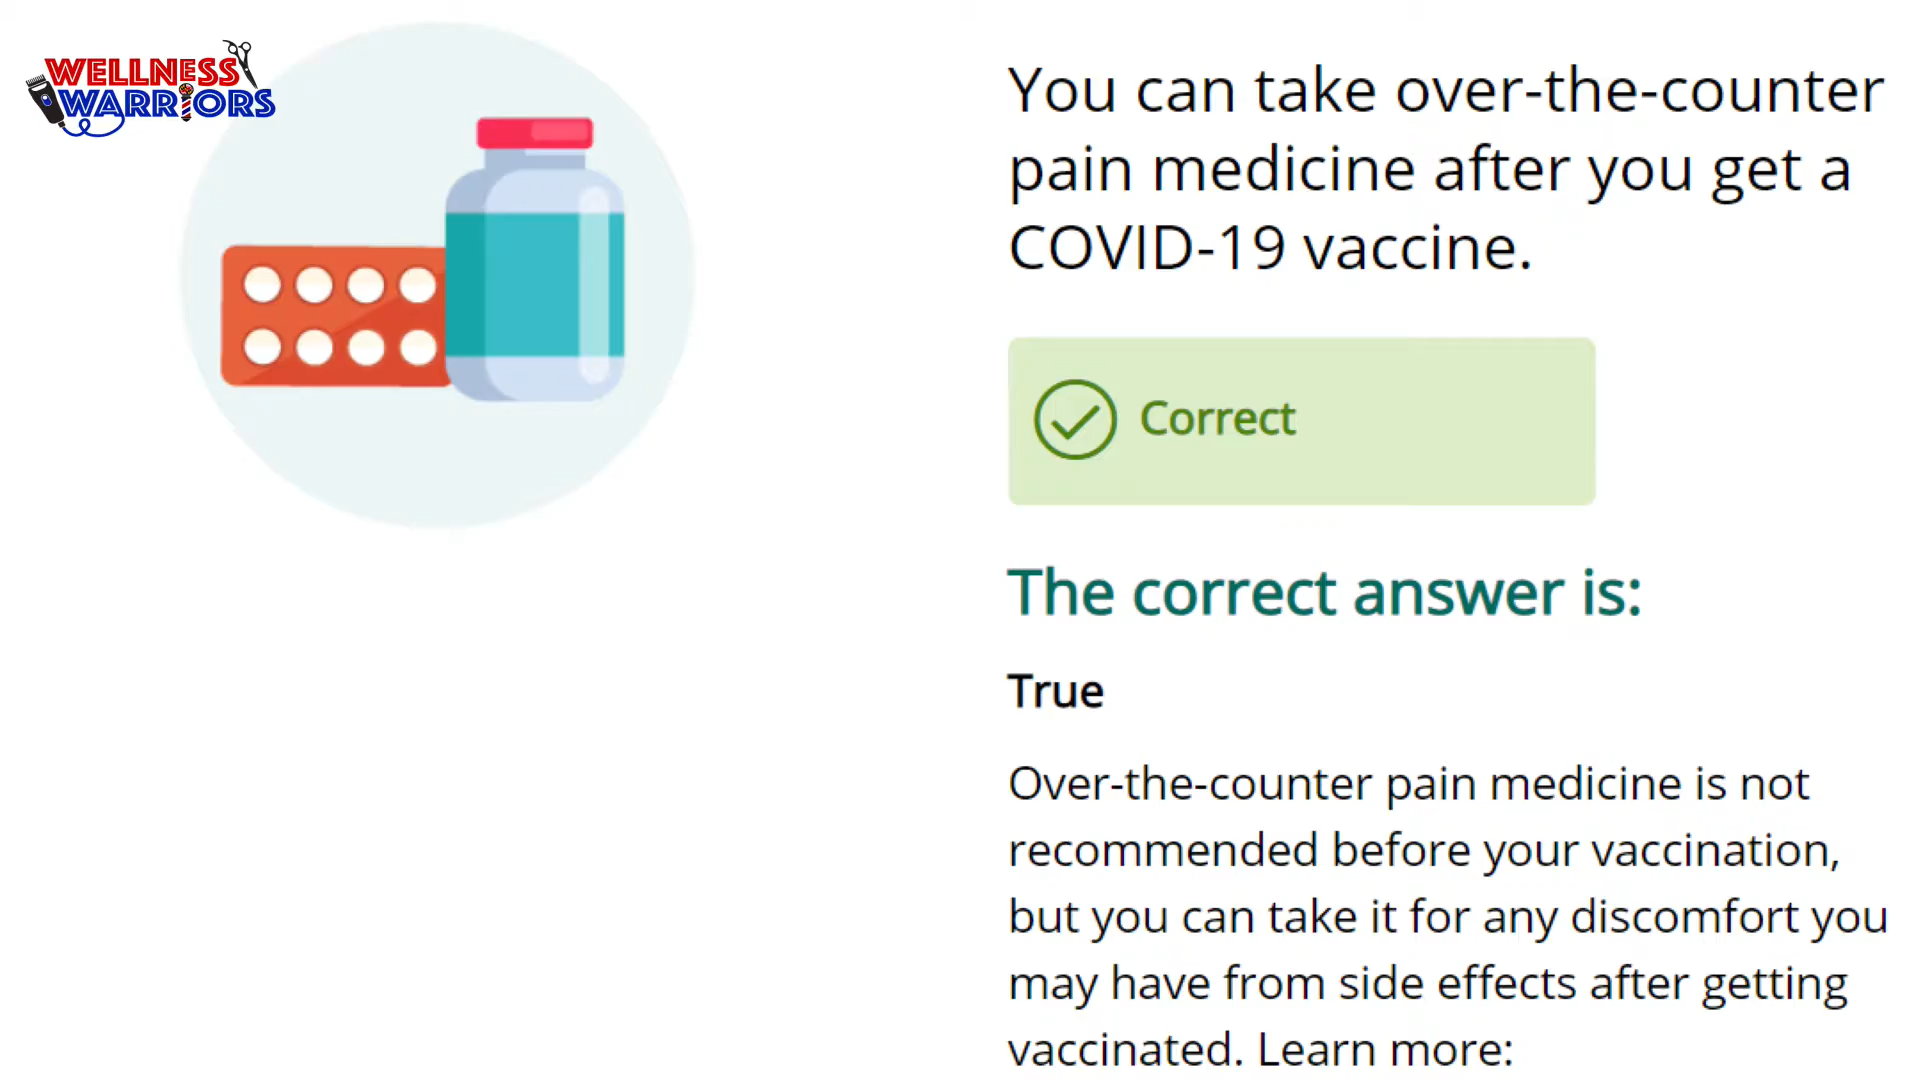 WELLNESS
WARRIORS
You can take over-the-counter
pain medicine after you get a
COVID-19 vaccine.
Correct
The correct answer is:
True
Over-the-counter pain medicine is not
recommended before your vaccination,
but you can take it for any discomfort you
may have from side effects after getting
vaccinated. Learn more: